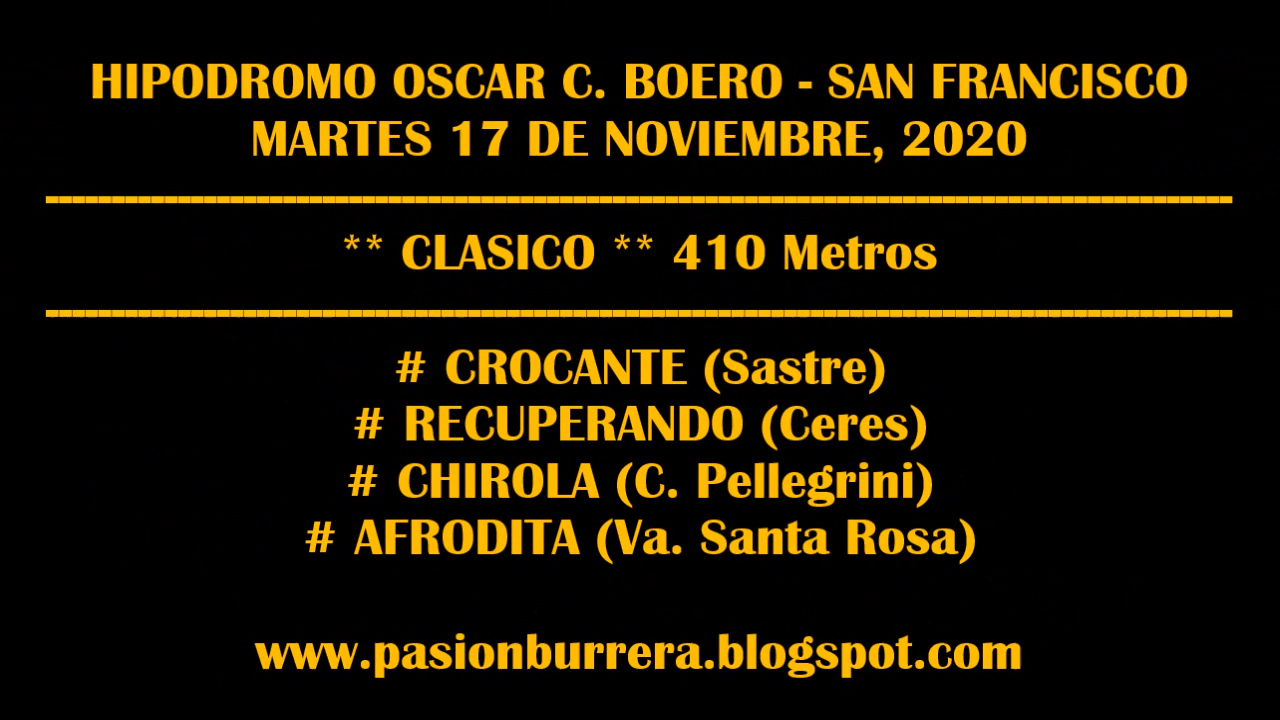 HIPODROMO OSCAR C. BOERO - SAN FRANCISCO
MARTES 17 DE NOVIEMBRE, 2020
** CLASICO ** 410 Metros
# CROCANTE (Sastre)
# RECUPERANDO (Ceres)
# CHIROLA (C. Pellegrini)
# AFRODITA (Va. Santa Rosa)
www.pasionburrera.blogspot.com